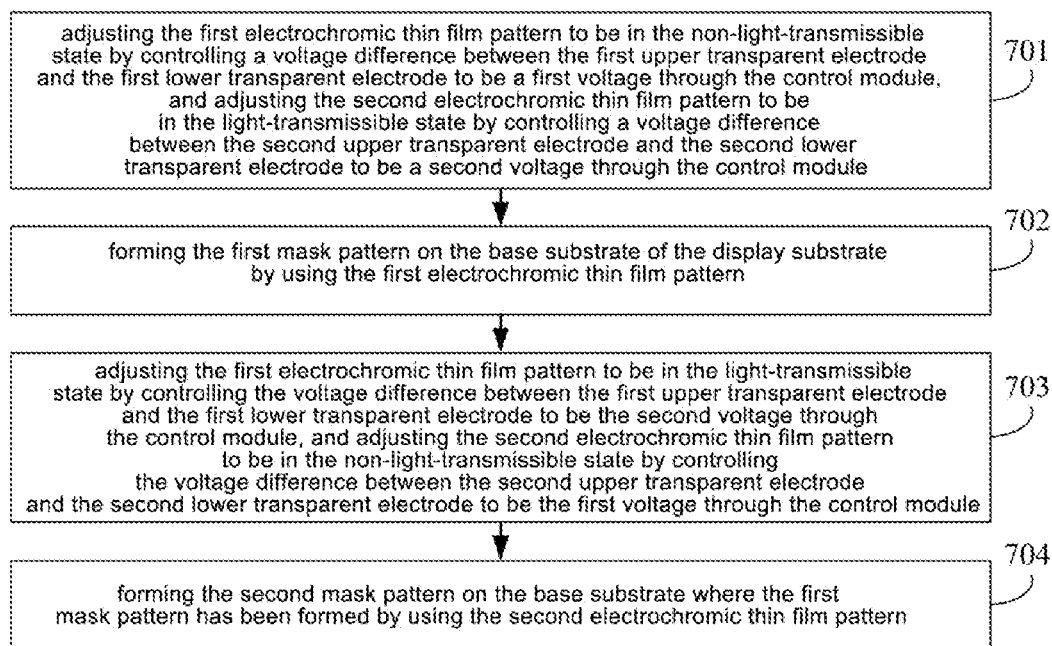 adjusting the first electrochromic thin film pattern to be in the non-light-transmissible
state by controlling a voltage difference between the first upper transparent electrode
and the first lower transparent electrode to be a first voltage through the control module,
and adjusting the second electrochromic thin film pattern to be
in the light-transmissible state by controlling a voltage difference
between the second upper transparent electrode and the second lower
transparent electrode to be a second voltage through the control module
701
forming the first mask pattern on the base substrate of the display substrate
by using the first electrochromic thin film pattern
702
adjusting the first electrochromic thin film pattern to be in the light-transmissible
state by controlling the voltage difference between the first upper transparent electrode
and the first lower transparent electrode to be the second voltage through
the control module, and adjusting the second electrochromic thin film pattern
to be in the non-light-transmissible state by controlling
the voltage difference between the second upper transparent electrode
and the second lower transparent electrode to be the first voltage through the control module
703
forming the second mask pattern on the base substrate where the first
mask pattern has been formed by using the second electrochromic thin film pattern
704